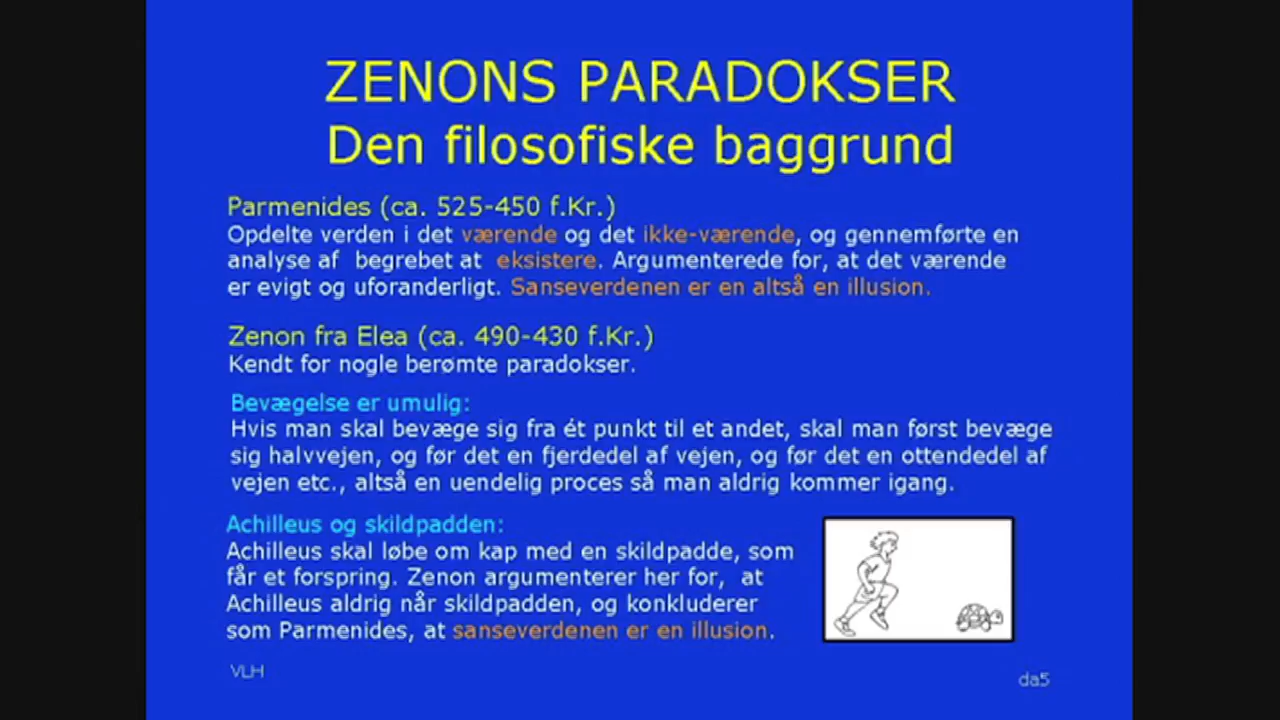 ZENONS PARADOKSER
Den filosofiske baggrund
Parmenides (ca. 525-450 f.Kr.)
Opdelte verden i det værende og det ikke-værende, og gennemførte en
analyse af begrebet at eksistere. Argumenterede for, at det værende
er evigt og uforanderligt. Sanseverdenen er en altså en illusion.
Zenon fra Elea (ca. 490-430 f.Kr.)
Kendt for nogle berømte paradokser.
Bevægelse er umulig:
Hvis man skal bevæge sig fra ét punkt til et andet, skal man først bevæge
sig halvvejen, og før det en fjerdedel af vejen, og før det en ottendedel af
vejen etc., altså en uendelig proces så man aldrig kommer igang.
Achilleus og skildpadden:
Achilleus skal løbe om kap med en skildpadde, som
får et forspring. Zenon argumenterer her for, at
Achilleus aldrig når skildpadden, og konkluderer
som Parmenides, at sanseverdenen er en illusion.
VLH
da5